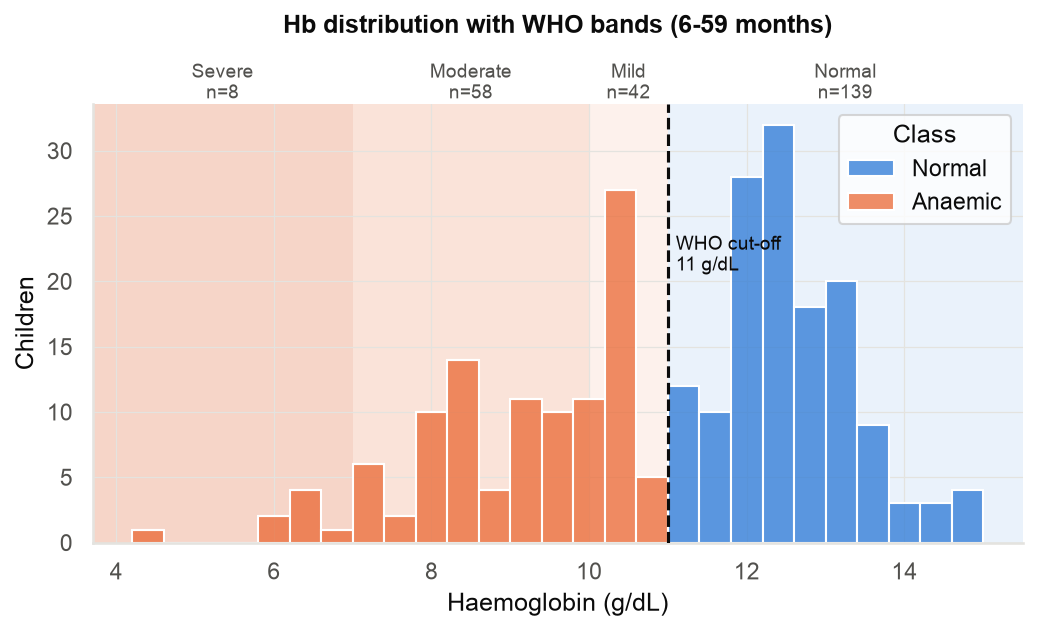 Hb distribution with WHO bands (6-59 months)
Severe
n=8
Moderate
n=58
Mild
n=42
Normal
n=139
Class
Normal
Anaemic
WHO cut-off
11 g/dL
Children
30
25
20
15
10
5
0
4 6 8 10 12 14
Haemoglobin (g/dL)